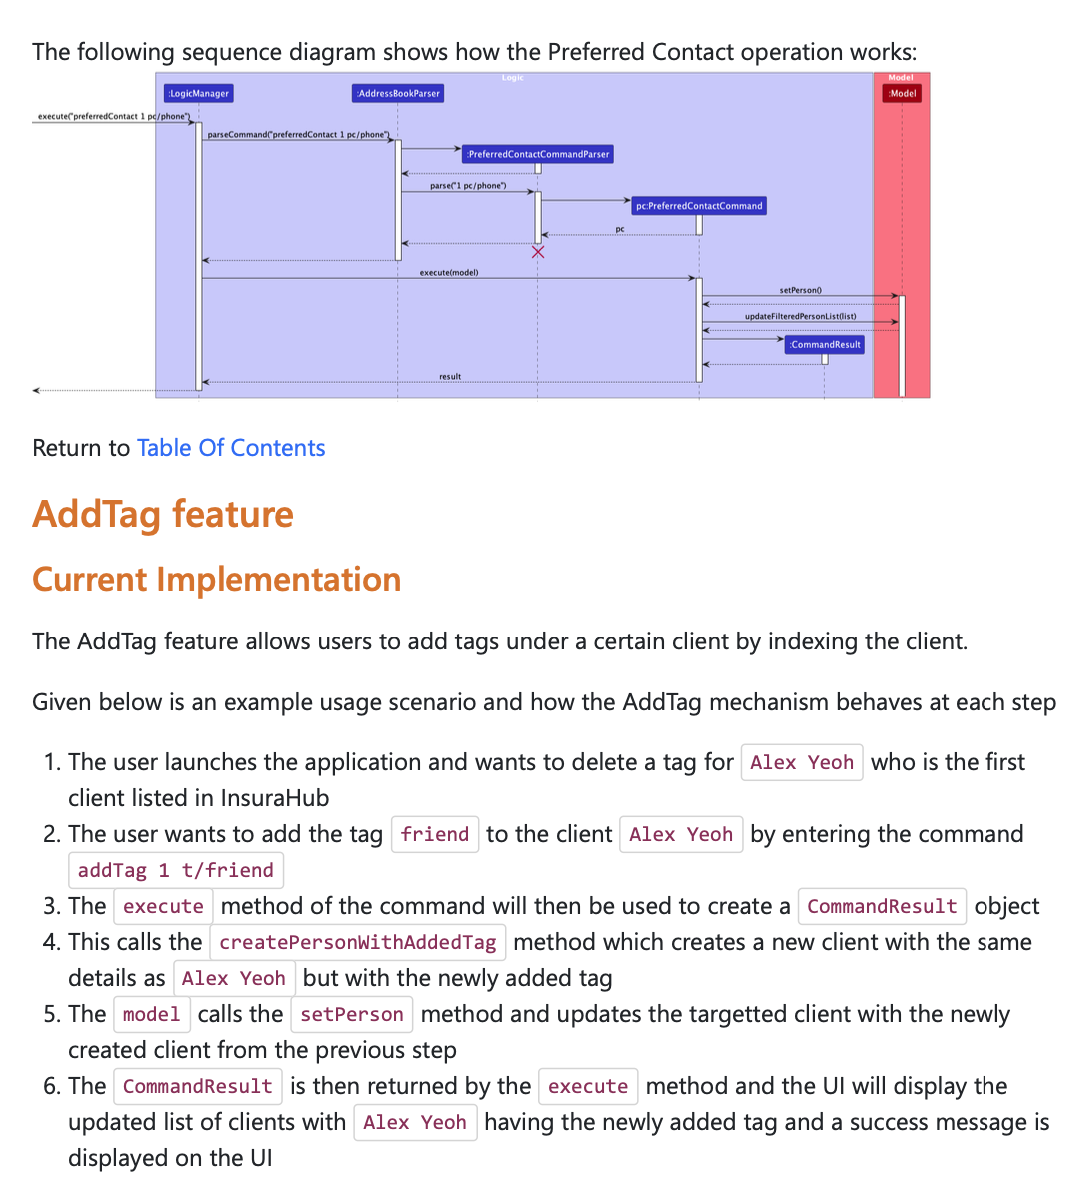 The following sequence diagram shows how the Preferred Contact operation works:
Logic
Model
:LogicManager
:AddressBookParser
:Model
execute("preferredContact 1 pc/phone")
parseCommand("preferredContact 1 pc/phone")
:PreferredContactCommandParser
parse("1 pc/phone")
pc:PreferredContactCommand
pc
execute(model)
setPerson()
updateFilteredPersonList(list)
:CommandResult
result
Return to Table Of Contents
AddTag feature
Current Implementation
The AddTag feature allows users to add tags under a certain client by indexing the client.
Given below is an example usage scenario and how the AddTag mechanism behaves at each step
1. The user launches the application and wants to delete a tag for Alex Yeoh who is the first
client listed in InsuraHub
2. The user wants to add the tag friend to the client Alex Yeoh by entering the command
addTag 1 t/friend
3. The execute method of the command will then be used to create a CommandResult object
4. This calls the createPersonWithAddedTag method which creates a new client with the same
details as Alex Yeoh but with the newly added tag
5. The model calls the setPerson method and updates the targetted client with the newly
created client from the previous step
6. The CommandResult is then returned by the execute method and the UI will display the
updated list of clients with Alex Yeoh having the newly added tag and a success message is
displayed on the UI